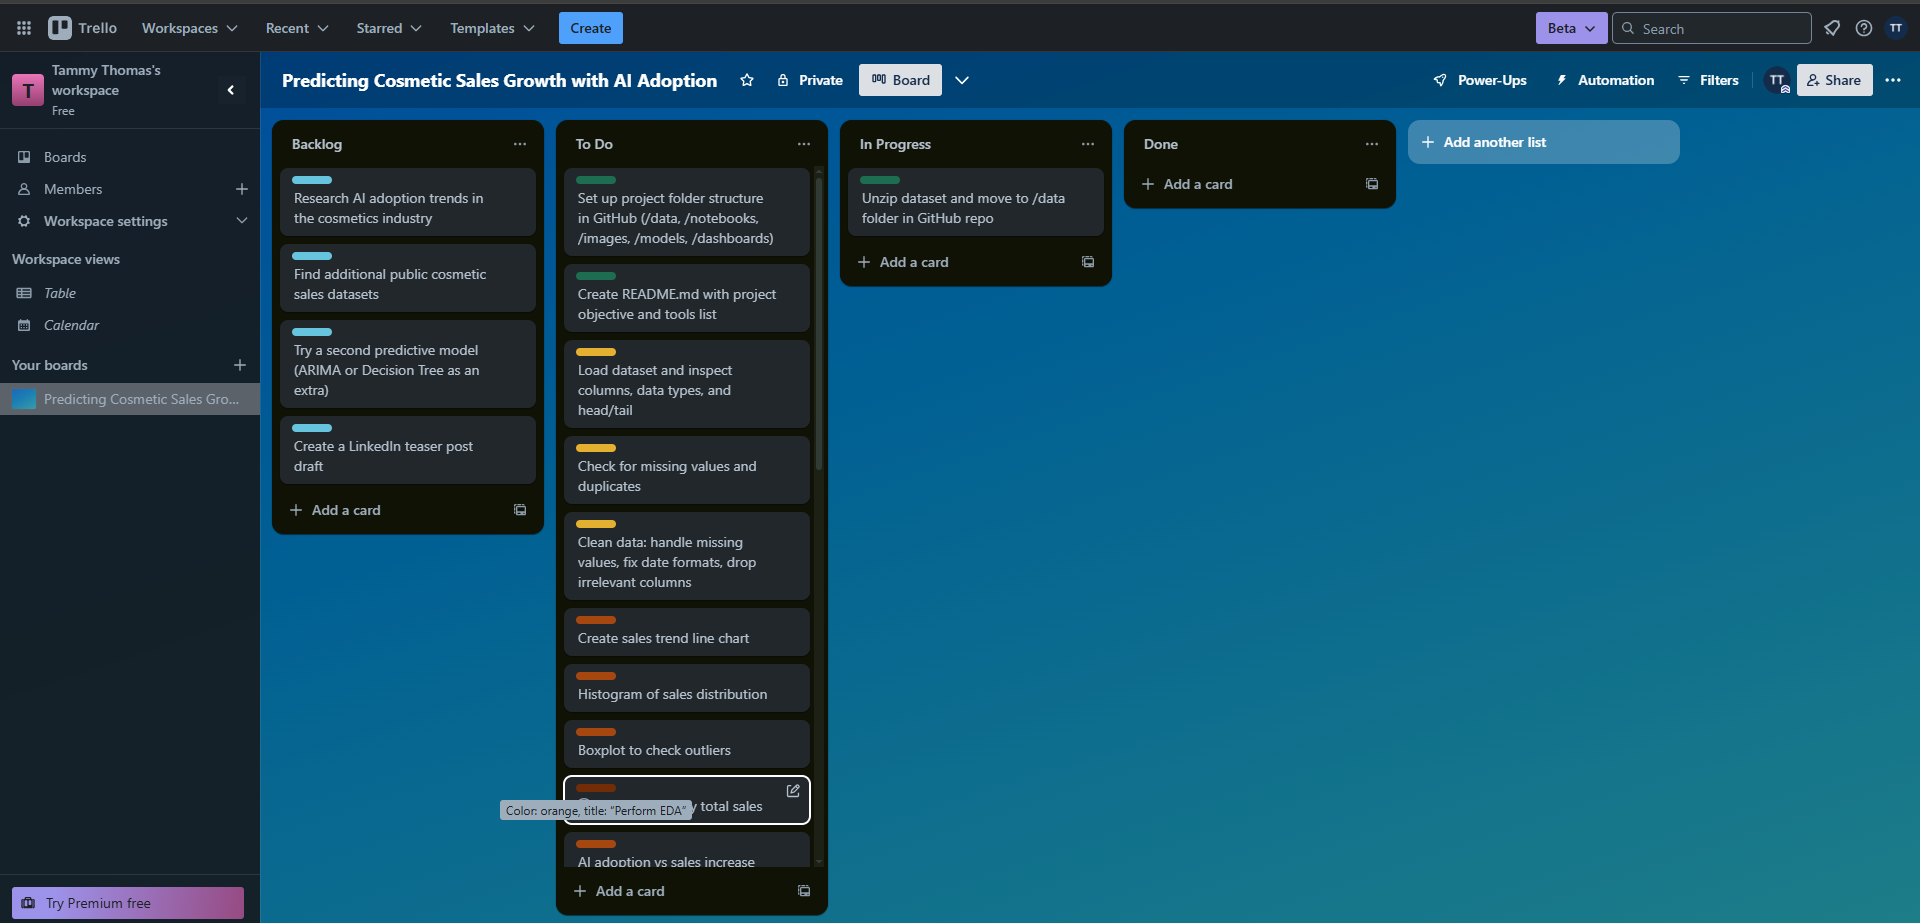 Trello
Workspaces
Recent
Starred
Templates
Create
Beta
Search
TT
T
Tammy Thomas's
workspace
Free
Predicting Cosmetic Sales Growth with AI Adoption
Private
Board
Power-Ups
Automation
Filters
TT
Share
Boards
Members
Workspace settings
Workspace views
Table
Calendar
Your boards
Predicting Cosmetic Sales Gro...
Try Premium free
Backlog
Research AI adoption trends in
the cosmetics industry
Find additional public cosmetic
sales datasets
Try a second predictive model
(ARIMA or Decision Tree as an
extra)
Create a LinkedIn teaser post
draft
Add a card
To Do
Set up project folder structure
in GitHub (/data, /notebooks,
/images, /models, /dashboards)
Create README.md with project
objective and tools list
Load dataset and inspect
columns, data types, and
head/tail
Check for missing values and
duplicates
Clean data: handle missing
values, fix date formats, drop
irrelevant columns
Create sales trend line chart
Histogram of sales distribution
Boxplot to check outliers
total sales
Color: orange, title: “Perform EDA”
AI adoption vs sales increase
Add a card
In Progress
Unzip dataset and move to /data
folder in GitHub repo
Add a card
Done
Add a card
Add another list